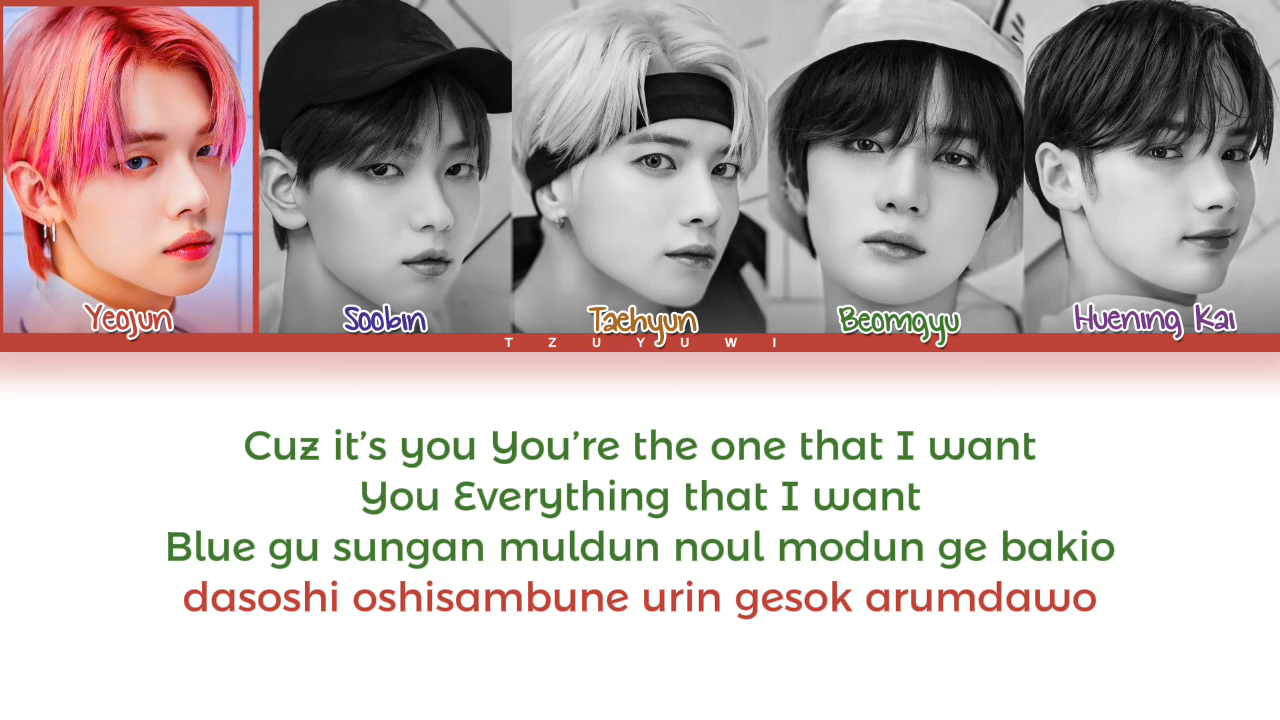 Yeojun Soobin Taehyun Beomgyu Huening Kai
TZUYUWI
Cuz it's you You're the one that I want
You Everything that I want
Blue gu sungan muldun noul modun ge bakio
dasoshi oshisambune urin gesok arumdawo